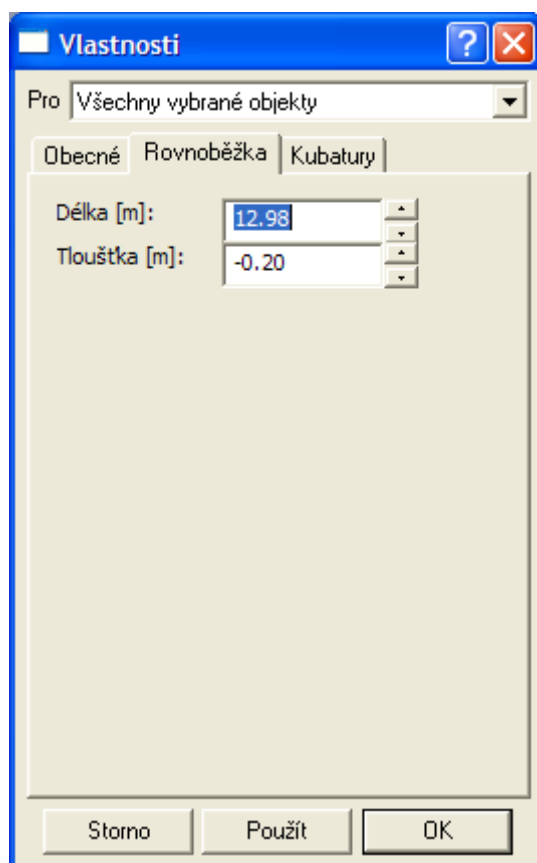 Vlastnosti
Pro Všechny vybrané objekty
Obecné Rovnoběžka Kubatury
Délka [m]: 12.98
Tloušťka [m]: -0.20
Storno Použít OK